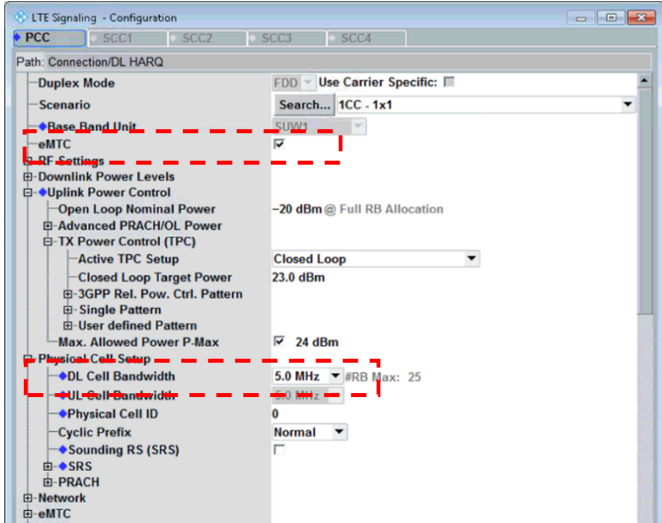 LTE Signaling - Configuration
PCC SCC1 SCC2 SCC3 SCC4
Path: Connection/DL HARQ
Duplex Mode FDD Use Carrier Specific:
Scenario Search... 1CC - 1x1
Base Band Unit SUW1
eMTC
RF Settings
Downlink Power Levels
Uplink Power Control
Open Loop Nominal Power -20 dBm @ Full RB Allocation
Advanced PRACH/OL Power
TX Power Control (TPC)
Active TPC Setup Closed Loop
Closed Loop Target Power 23.0 dBm
3GPP Rel. Pow. Ctrl. Pattern
Single Pattern
User defined Pattern
Max. Allowed Power P-Max 24 dBm
Physical Cell Setup
DL Cell Bandwidth 5.0 MHz #RB Max: 25
UL Cell Bandwidth 5.0 MHz
Physical Cell ID 0
Cyclic Prefix Normal
Sounding RS (SRS)
SRS
PRACH
Network
eMTC